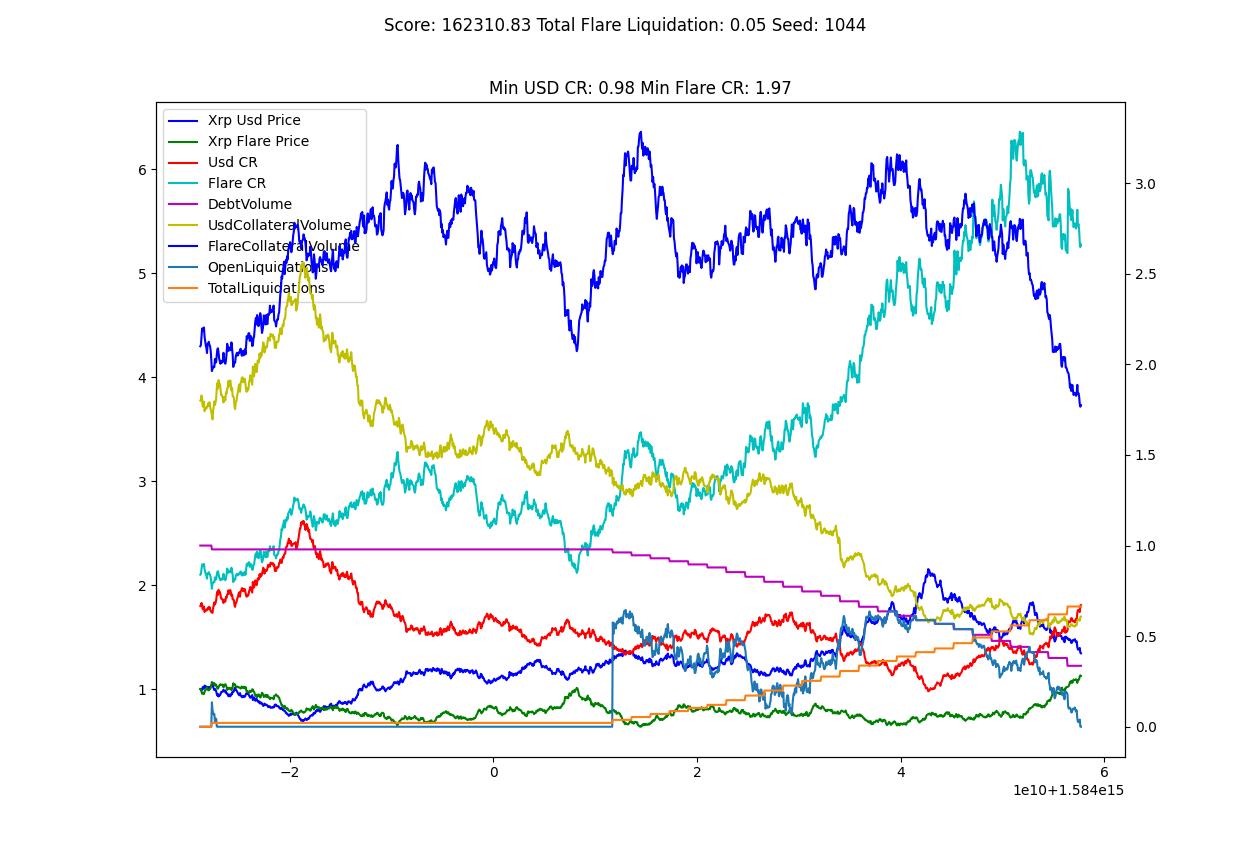 Score: 162310.83 Total Flare Liquidation: 0.05 Seed: 1044
Min USD CR: 0.98 Min Flare CR: 1.97
Xrp Usd Price
Xrp Flare Price
Usd CR
Flare CR
DebtVolume
UsdCollateralVolume
FlareCollateralVolume
OpenLiquidations
TotalLiquidations
6
5
4
3
2
1
3.0
2.5
2.0
1.5
1.0
0.5
0.0
−2
0
2
4
6
1e10+1.584e15